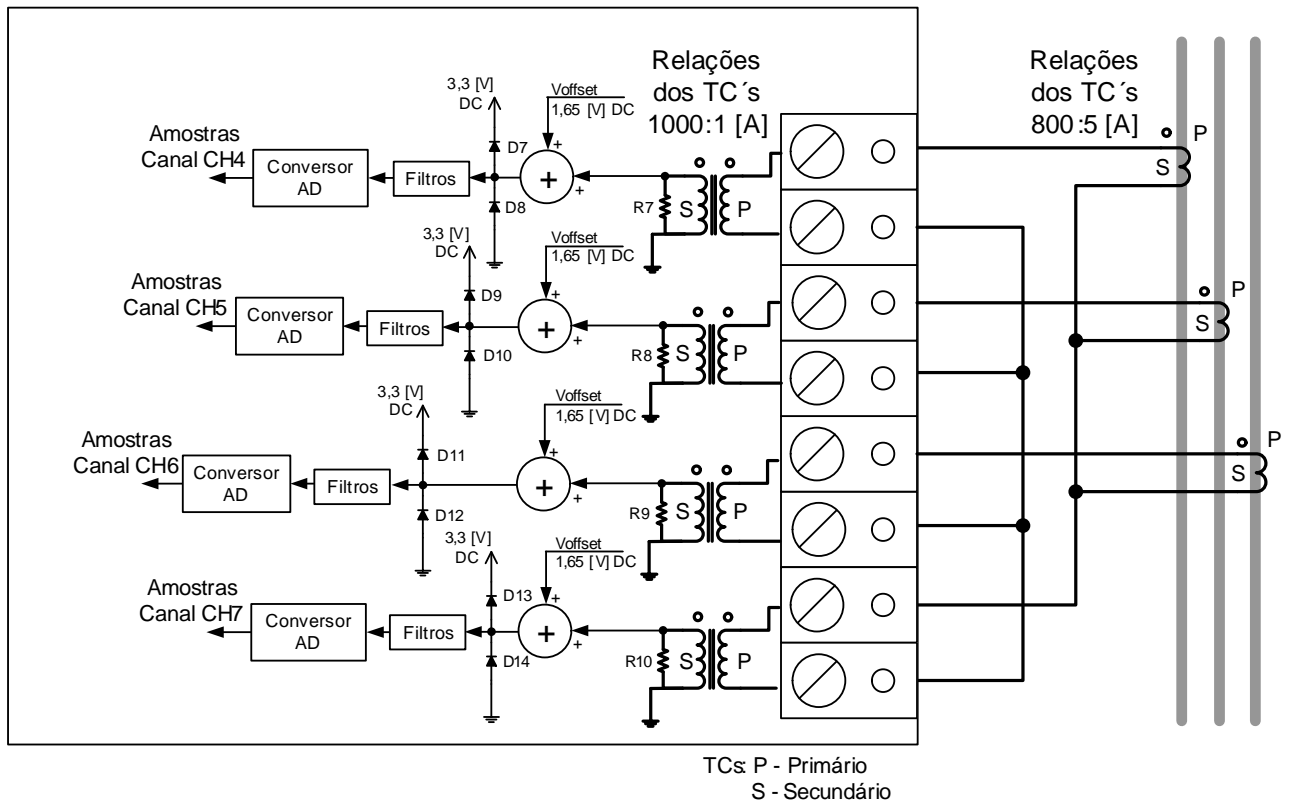 Relações
dos TC´s
1000:1 [A]
Relações
dos TC´s
800:5 [A]
3,3 [V]
DC
Voffset
1,65 [V] DC
Amostras
Canal CH4
Conversor
AD
Filtros
D7
D8
+
+
+
R7
S
P
P
S
3,3 [V]
DC
Voffset
1,65 [V] DC
Amostras
Canal CH5
Conversor
AD
Filtros
D9
D10
+
+
+
R8
S
P
P
S
3,3 [V]
DC
Voffset
1,65 [V] DC
Amostras
Canal CH6
Conversor
AD
Filtros
D11
D12
+
+
+
R9
S
P
P
S
3,3 [V]
DC
Voffset
1,65 [V] DC
Amostras
Canal CH7
Conversor
AD
Filtros
D13
D14
+
+
+
R10
S
P
TCs: P - Primário
S - Secundário